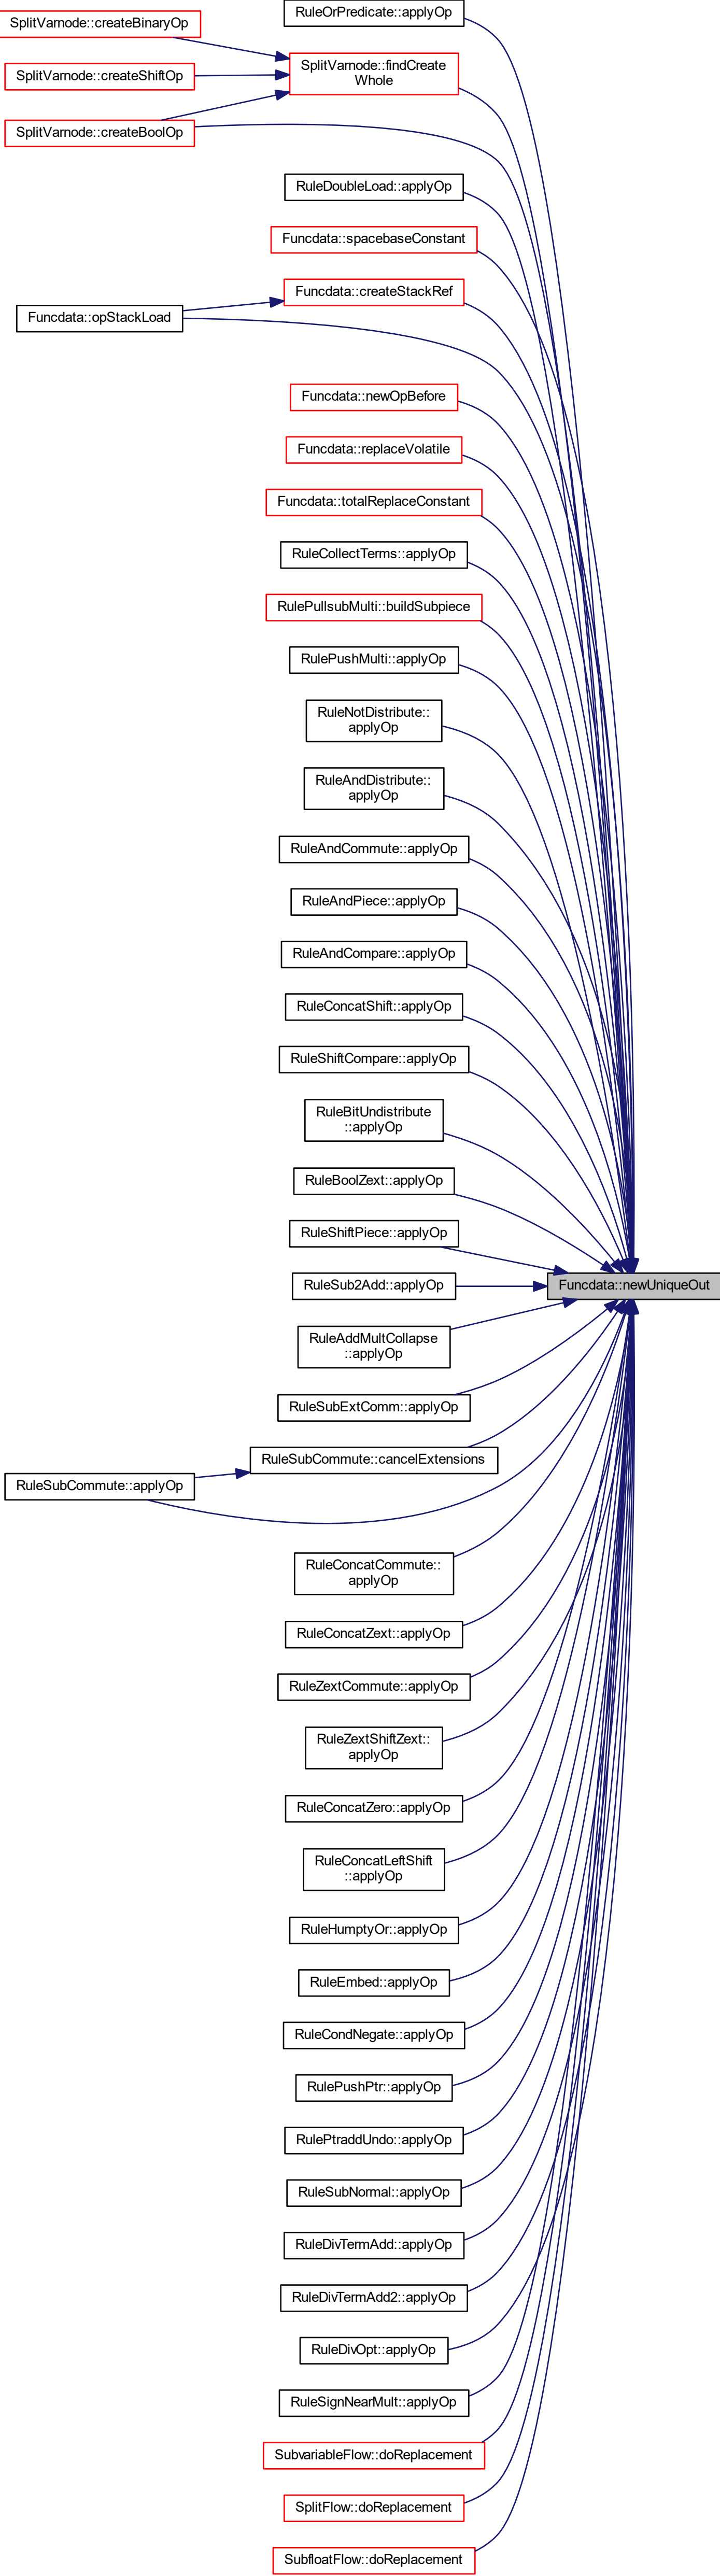 RuleOrPredicate::applyOp
SplitVarnode::createBinaryOp
SplitVarnode::findCreate
Whole
SplitVarnode::createShiftOp
SplitVarnode::createBoolOp
RuleDoubleLoad::applyOp
Funcdata::spacebaseConstant
Funcdata::createStackRef
Funcdata::opStackLoad
Funcdata::newOpBefore
Funcdata::replaceVolatile
Funcdata::totalReplaceConstant
RuleCollectTerms::applyOp
RulePullsubMulti::buildSubpiece
RulePushMulti::applyOp
RuleNotDistribute::
applyOp
RuleAndDistribute::
applyOp
RuleAndCommute::applyOp
RuleAndPiece::applyOp
RuleAndCompare::applyOp
RuleConcatShift::applyOp
RuleShiftCompare::applyOp
RuleBitUndistribute
::applyOp
RuleBoolZext::applyOp
RuleShiftPiece::applyOp
RuleSub2Add::applyOp
Funcdata::newUniqueOut
RuleAddMultCollapse
::applyOp
RuleSubExtComm::applyOp
RuleSubCommute::cancelExtensions
RuleSubCommute::applyOp
RuleConcatCommute::
applyOp
RuleConcatZext::applyOp
RuleZextCommute::applyOp
RuleZextShiftZext::
applyOp
RuleConcatZero::applyOp
RuleConcatLeftShift
::applyOp
RuleHumptyOr::applyOp
RuleEmbed::applyOp
RuleCondNegate::applyOp
RulePushPtr::applyOp
RulePtraddUndo::applyOp
RuleSubNormal::applyOp
RuleDivTermAdd::applyOp
RuleDivTermAdd2::applyOp
RuleDivOpt::applyOp
RuleSignNearMult::applyOp
SubvariableFlow::doReplacement
SplitFlow::doReplacement
SubfloatFlow::doReplacement